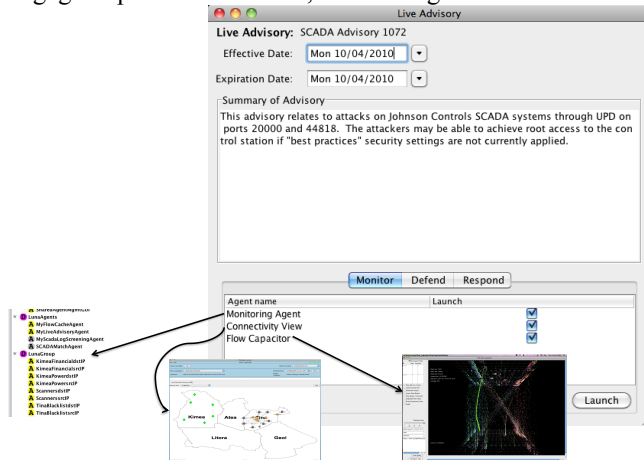 Live Advisory
Live Advisory: SCADA Advisory 1072
Effective Date: Mon 10/04/2010
Expiration Date: Mon 10/04/2010
Summary of Advisory
This advisory relates to attacks on Johnson Controls SCADA systems through UPD on
ports 20000 and 44818. The attackers may be able to achieve root access to the con
trol station if "best practices" security settings are not currently applied.
Monitor Defend Respond
Agent name Launch
Monitoring Agent
Connectivity View
Flow Capacitor
Launch
LunaAgents
MyFlowCacheAgent
MyLiveAdvisoryAgent
MyScadaLogScreeningAgent
SCADAMatchAgent
LunaGroup
KimeaFinancialdstIP
KimeaFinancialsrcIP
KimeaPowerdstIP
KimeaPowersrcIP
ScannersdstIP
ScannerssrcIP
TinaBlacklistdstIP
TinaBlacklistsrcIP
Kimea
Atea
Litora
Geoi